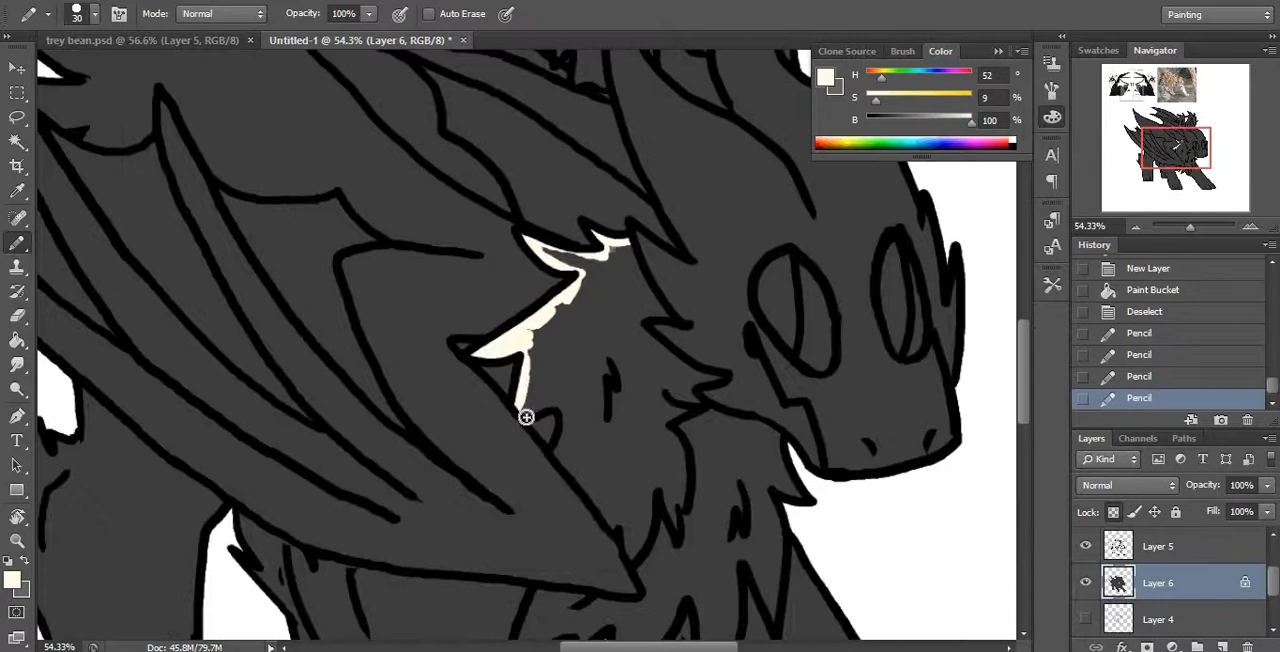 30 Mode: Normal Opacity: 100% Auto Erase Painting
trey bean.psd @ 56.6% (Layer 5, RGB/8) × Untitled-1 @ 54.3% (Layer 6, RGB/8) * ×
Clone Source Brush Color
H 52 °
S 9 %
B 100 %
Swatches Navigator
54.33%
History
New Layer
Paint Bucket
Deselect
Pencil
Pencil
Pencil
Pencil
Layers Channels Paths
Kind
Normal Opacity: 100%
Lock: Fill: 100%
Layer 5
Layer 6
Layer 4
fx
54.33% Doc: 45.8M/79.7M